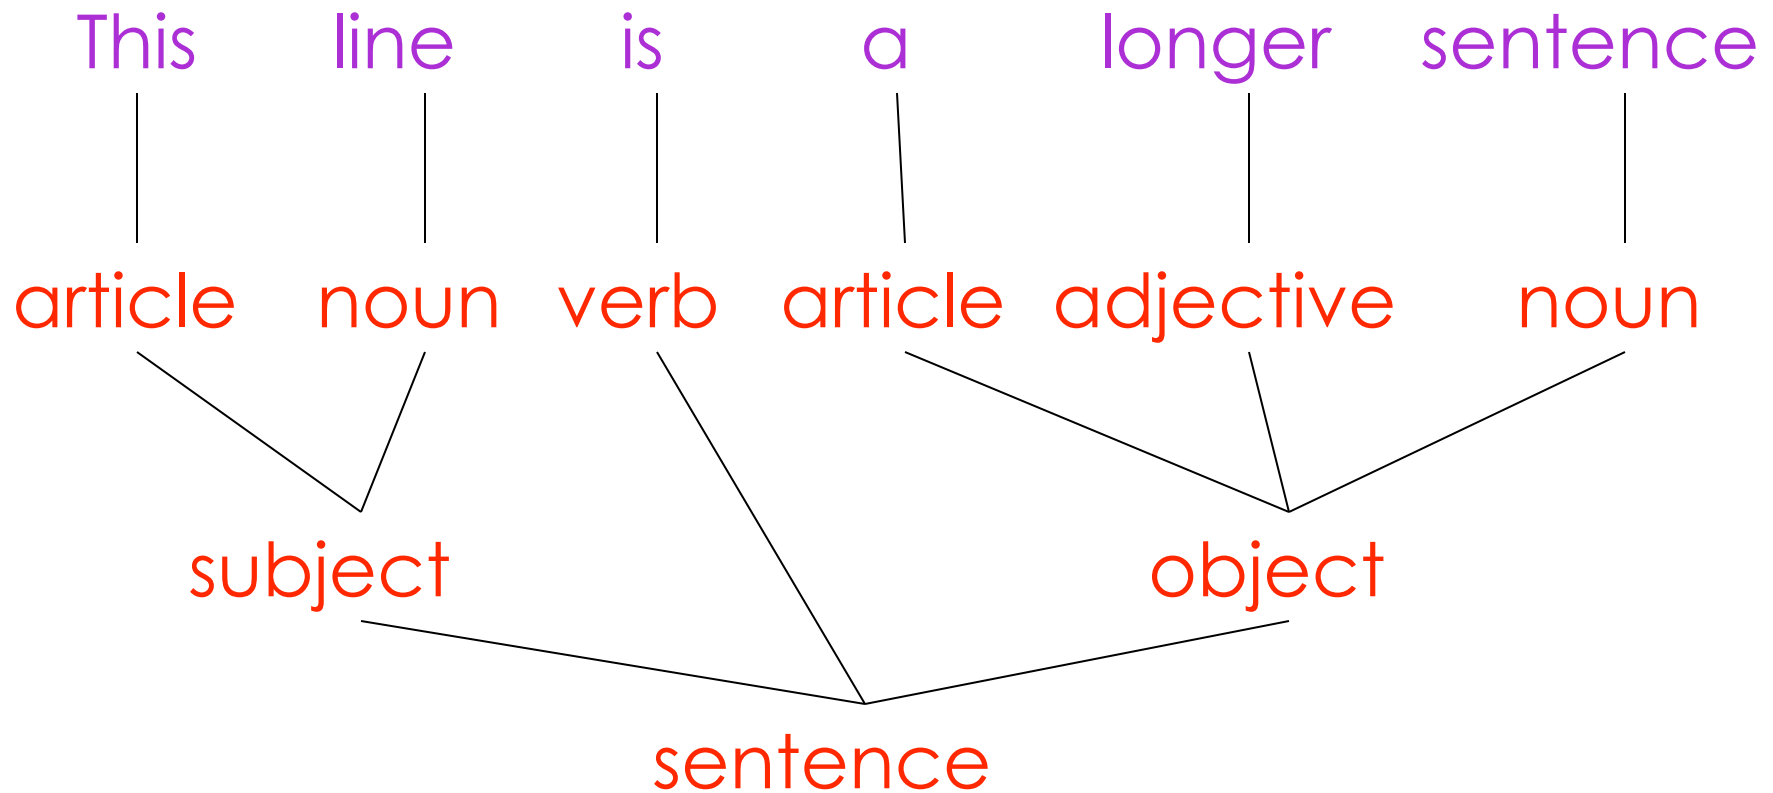 This line is a longer sentence
article noun verb article adjective noun
subject object
sentence